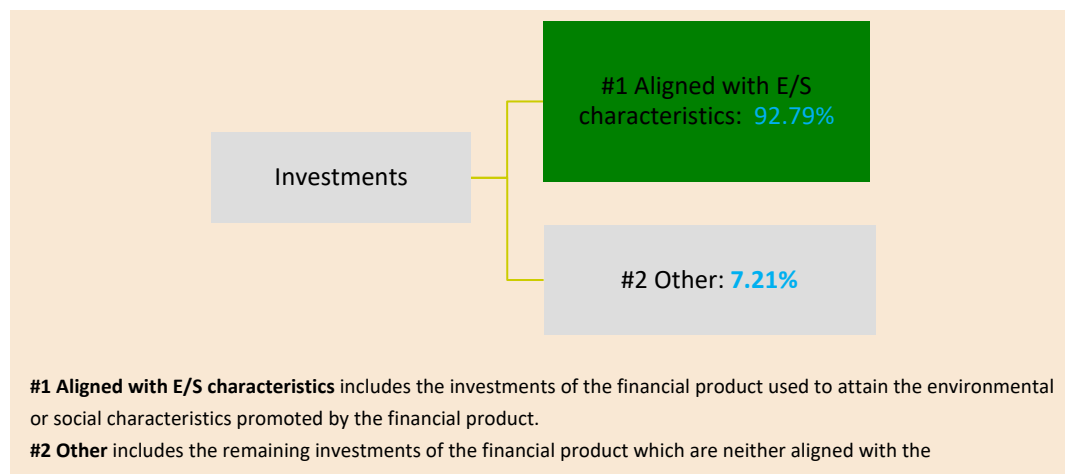 #1 Aligned with E/S
characteristics: 92.79%
Investments
#2 Other: 7.21%
#1 Aligned with E/S characteristics includes the investments of the financial product used to attain the environmental
or social characteristics promoted by the financial product.
#2 Other includes the remaining investments of the financial product which are neither aligned with the